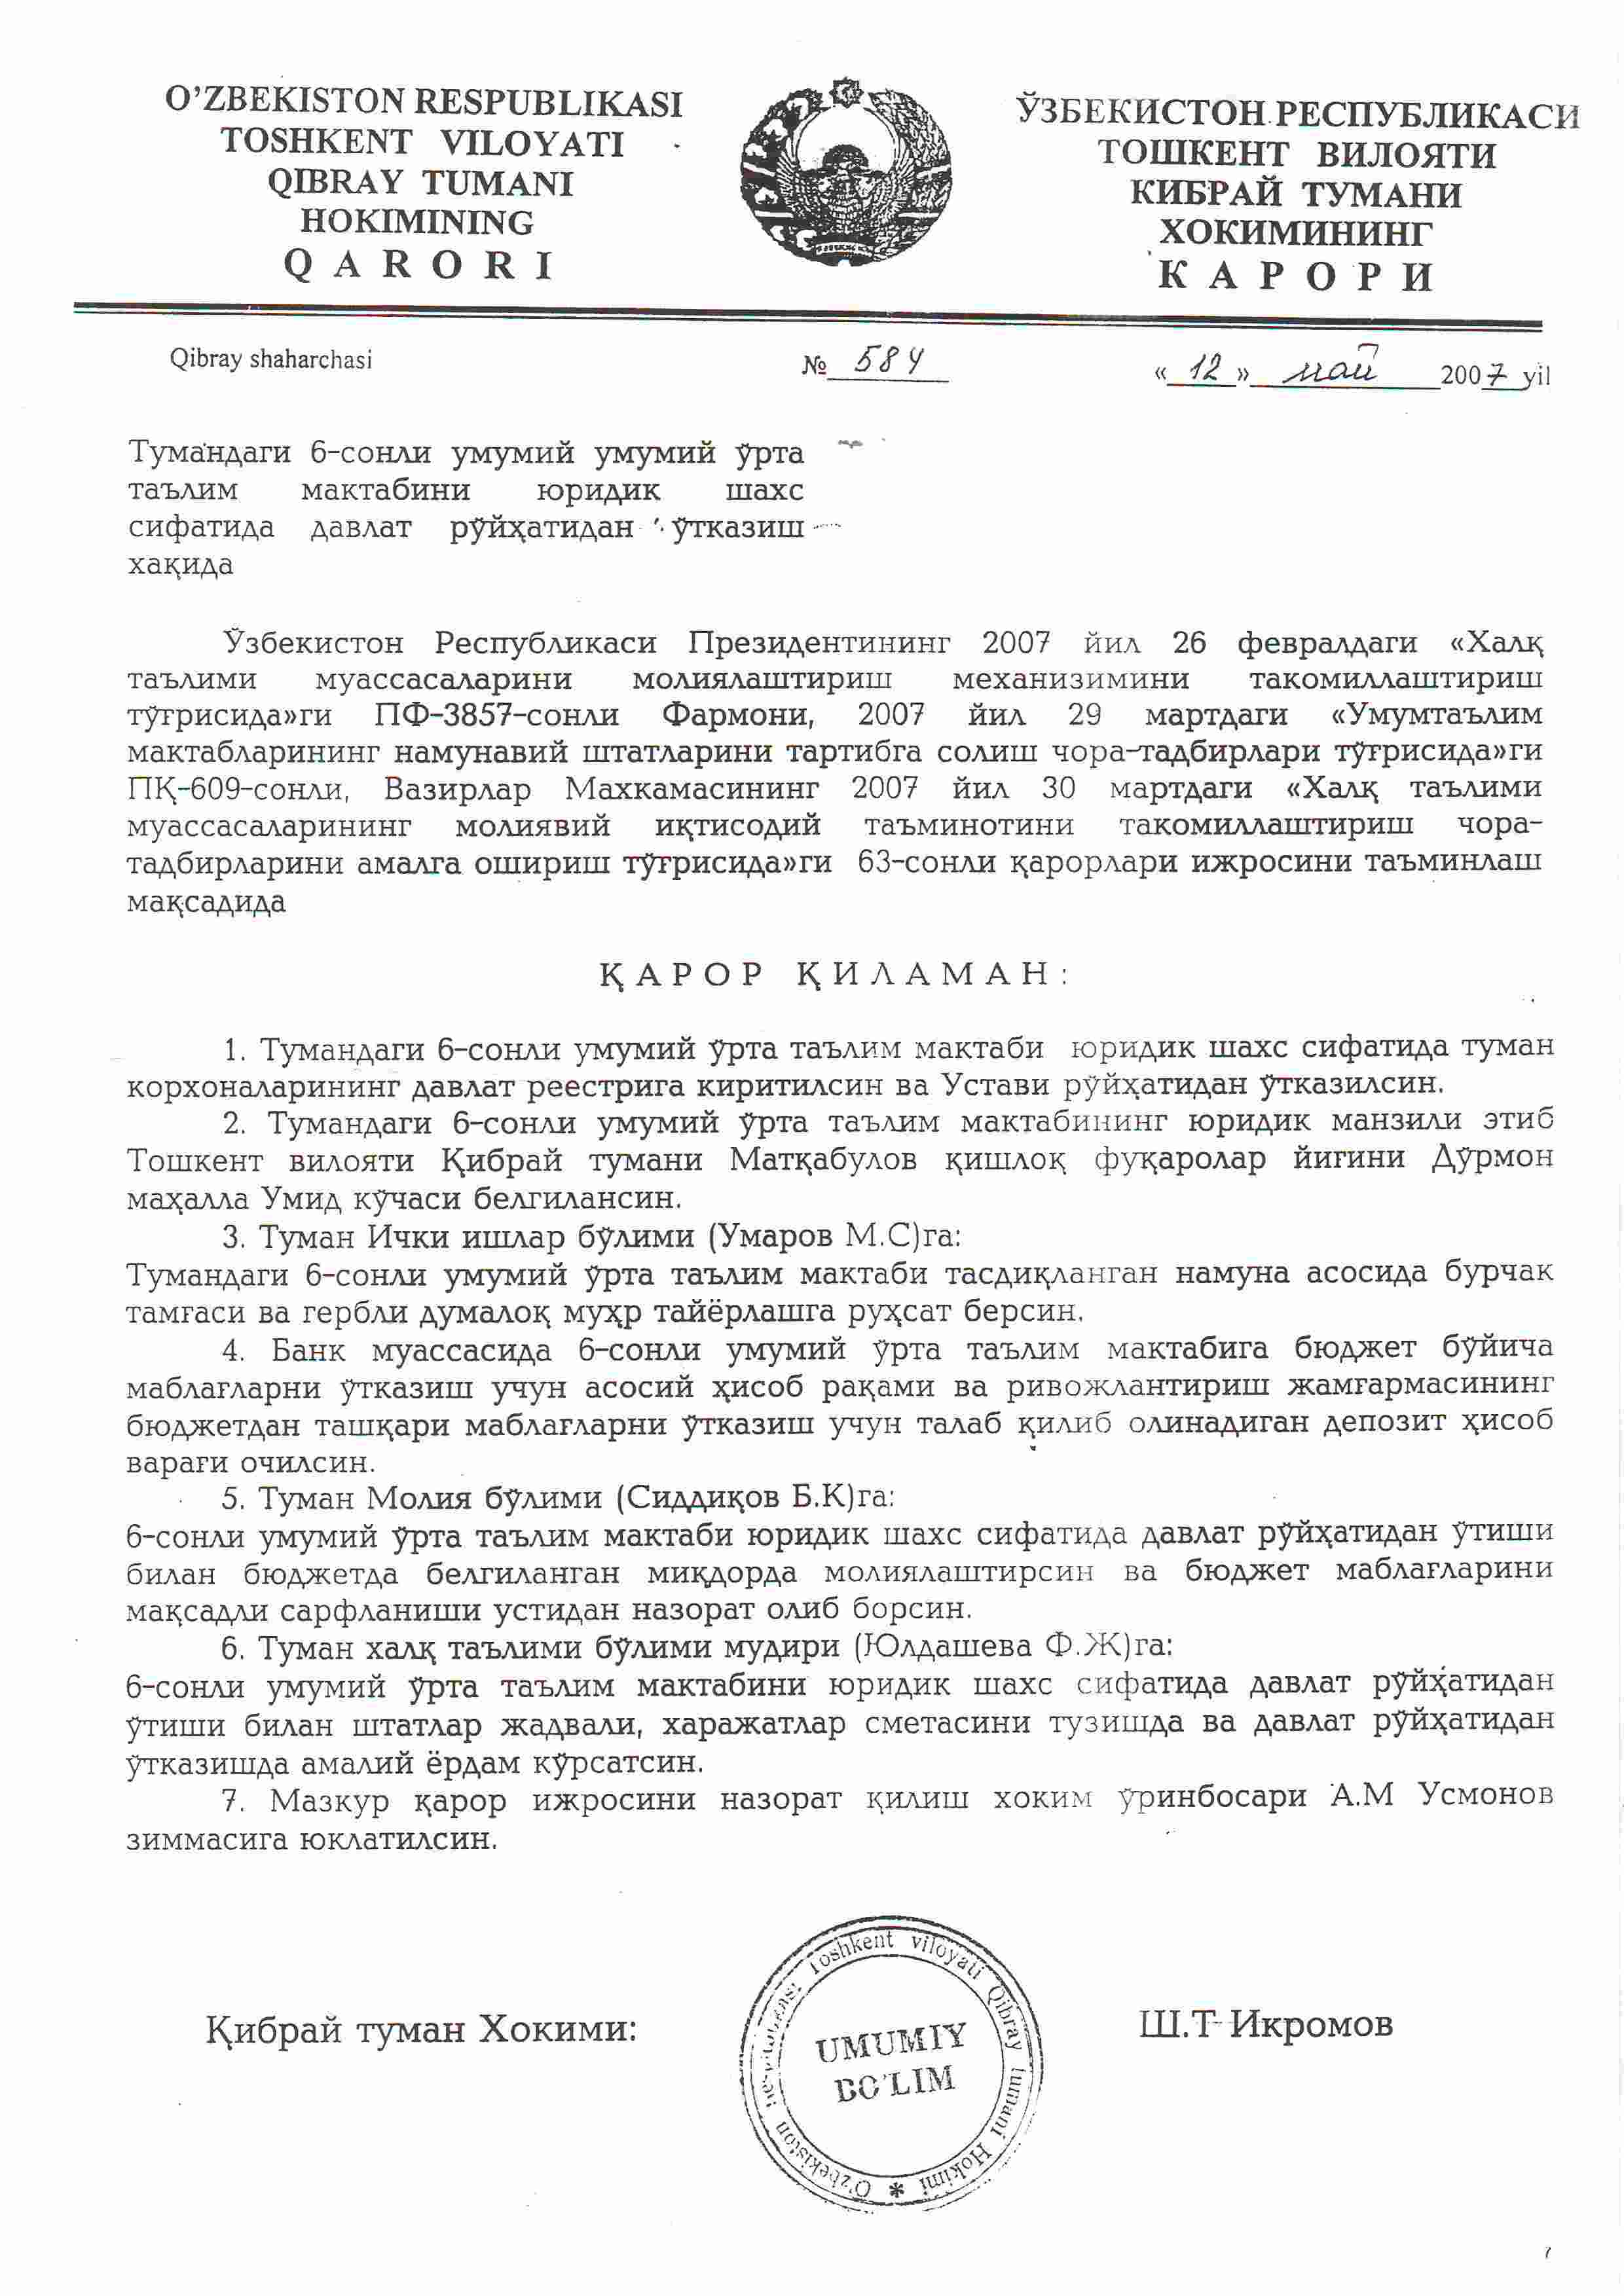 O’ZBEKISTON RESPUBLIKASI
TOSHKENT VILOYATI
QIBRAY TUMANI
HOKIMINING
Q A R O R I
ЎЗБЕКИСТОН РЕСПУБЛИКАСИ
ТОШКЕНТ ВИЛОЯТИ
КИБРАЙ ТУМАНИ
ХОКИМИНИНГ
К А Р О Р И
Qibray shaharchasi № 584 «12» май 2007 yil
Тумандаги 6-сонли умумий умумий ўрта
таълим мактабини юридик шахс
сифатида давлат рўйҳатидан ўтказиш
хақида
Ўзбекистон Республикаси Президентининг 2007 йил 26 февралдаги «Халқ
таълими муассасаларини молиялаштириш механизимини такомиллаштириш
тўғрисида»ги ПФ-3857-сонли Фармони, 2007 йил 29 мартдаги «Умумтаълим
мактабларининг намунавий штатларини тартибга солиш чора-тадбирлари тўғрисида»ги
ПҚ-609-сонли, Вазирлар Махкамасининг 2007 йил 30 мартдаги «Халқ таълими
муассасаларининг молиявий иқтисодий таъминотини такомиллаштириш чора-
тадбирларини амалга ошириш тўғрисида»ги 63-сонли қарорлари ижросини таъминлаш
мақсадида
Қ А Р О Р Қ И Л А М А Н :
1. Тумандаги 6-сонли умумий ўрта таълим мактаби юридик шахс сифатида туман
корхоналарининг давлат реестрига киритилсин ва Устави рўйҳатидан ўтказилсин.
2. Тумандаги 6-сонли умумий ўрта таълим мактабининг юридик манзили этиб
Тошкент вилояти Қибрай тумани Матқабулов қишлоқ фуқаролар йиғини Дўрмон
маҳалла Умид кўчаси белгилансин.
3. Туман Ички ишлар бўлими (Умаров М.С)га:
Тумандаги 6-сонли умумий ўрта таълим мактаби тасдиқланган намуна асосида бурчак
тамғаси ва гербли думалоқ муҳр тайёрлашга руҳсат берсин.
4. Банк муассасида 6-сонли умумий ўрта таълим мактабига бюджет бўйича
маблағларни ўтказиш учун асосий ҳисоб рақами ва ривожлантириш жамғармасининг
бюджетдан ташқари маблағларни ўтказиш учун талаб қилиб олинадиган депозит ҳисоб
варағи очилсин.
5. Туман Молия бўлими (Сиддиқов Б.К)га:
6-сонли умумий ўрта таълим мактаби юридик шахс сифатида давлат рўйҳатидан ўтиши
билан бюджетда белгиланган миқдорда молиялаштирсин ва бюджет маблағларини
мақсадли сарфланиши устидан назорат олиб борсин.
6. Туман халқ таълими бўлими мудири (Юлдашева Ф.Ж)га:
6-сонли умумий ўрта таълим мактабини юридик шахс сифатида давлат рўйҳатидан
ўтиши билан штатлар жадвали, харажатлар сметасини тузишда ва давлат рўйҳатидан
ўтказишда амалий ёрдам кўрсатсин.
7. Мазкур қарор ижросини назорат қилиш хоким ўринбосари А.М Усмонов
зиммасига юклатилсин.
Қибрай туман Хокими: Ш.Т Икромов
O'zbekiston Toshkent viloyati Qibray tumani Hokimi *
UMUMIY
BO'LIM